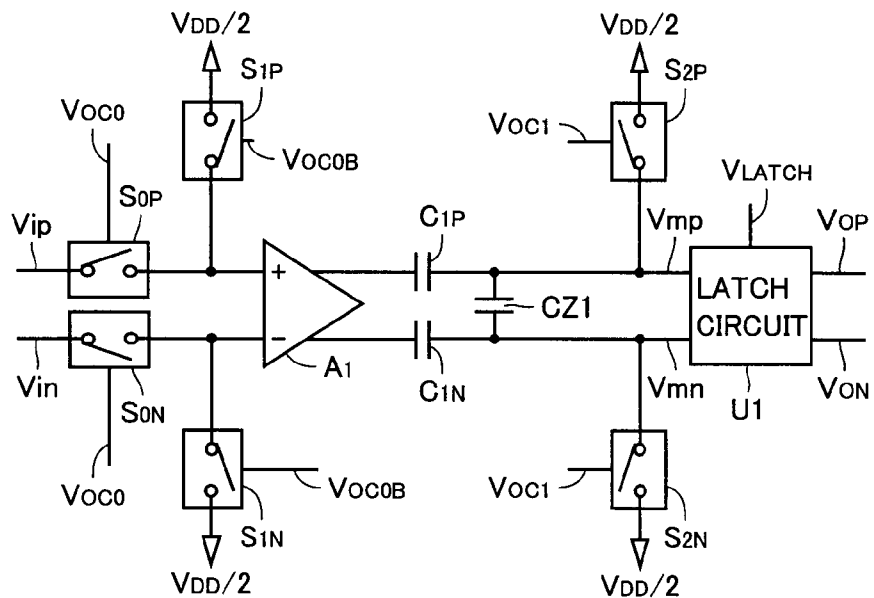 VDD/2
VDD/2
S1P
S2P
VOC0
VOC0B
VOC1
VLATCH
S0P
Vip
C1P
Vmp
VOP
+
CZ1
LATCH
CIRCUIT
−
Vin
A1
C1N
Vmn
VON
S0N
U1
VOC0
VOC0B
VOC1
S1N
S2N
VDD/2
VDD/2